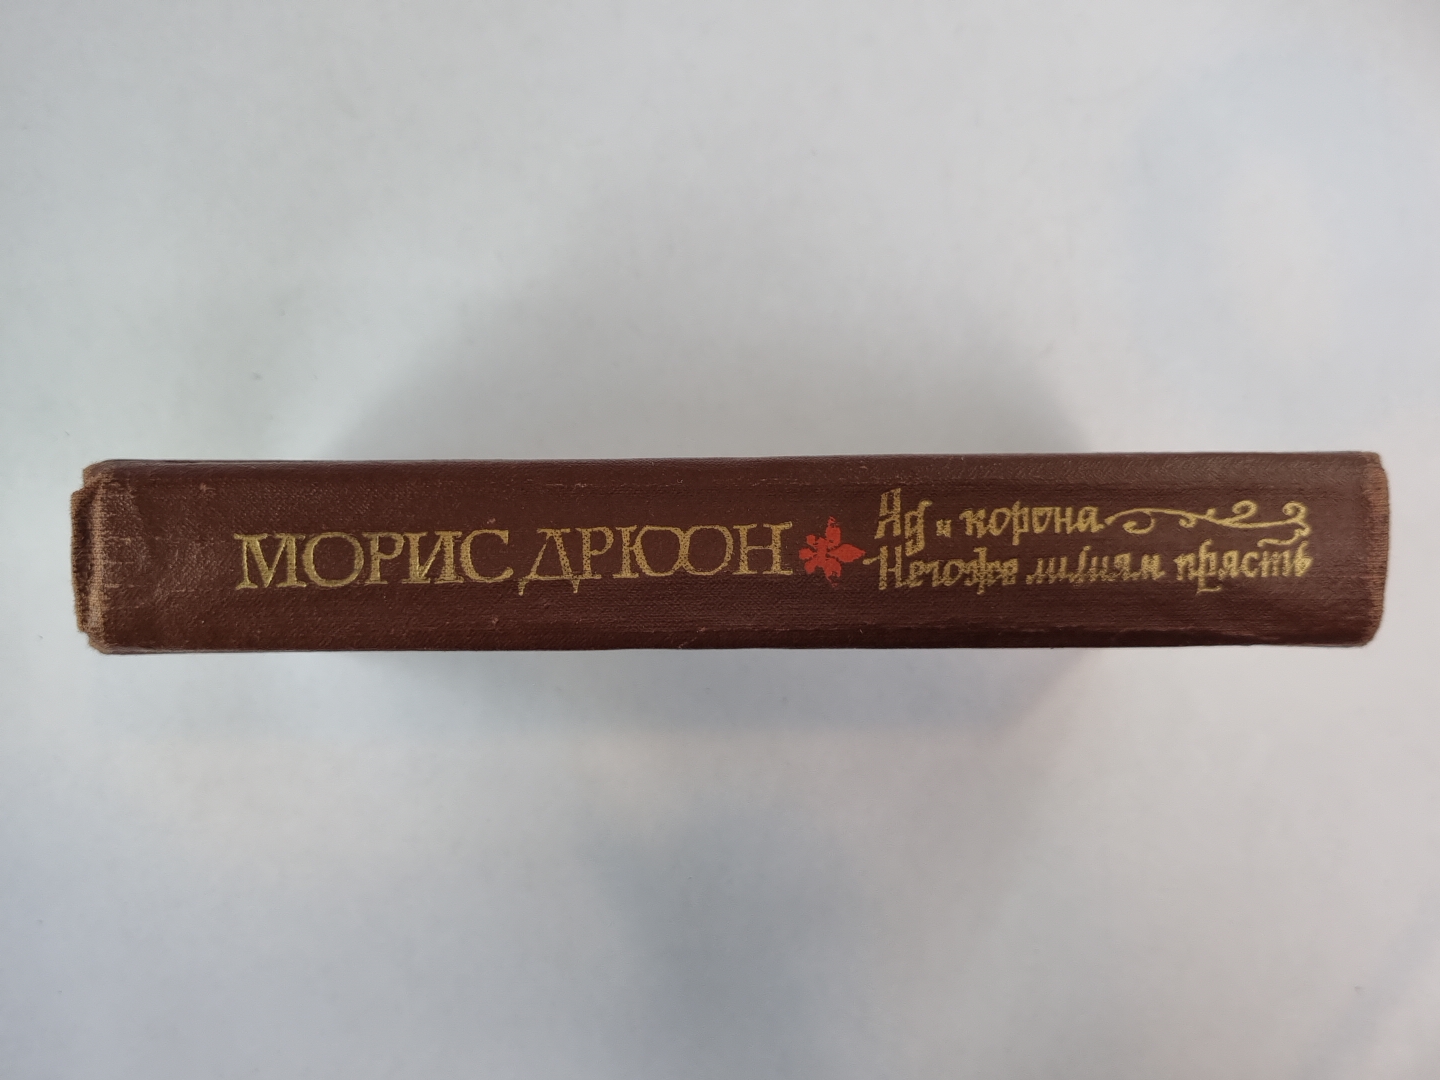 МОРИС ДРЮОН
Яд и корона
Негоже лилиям прясть